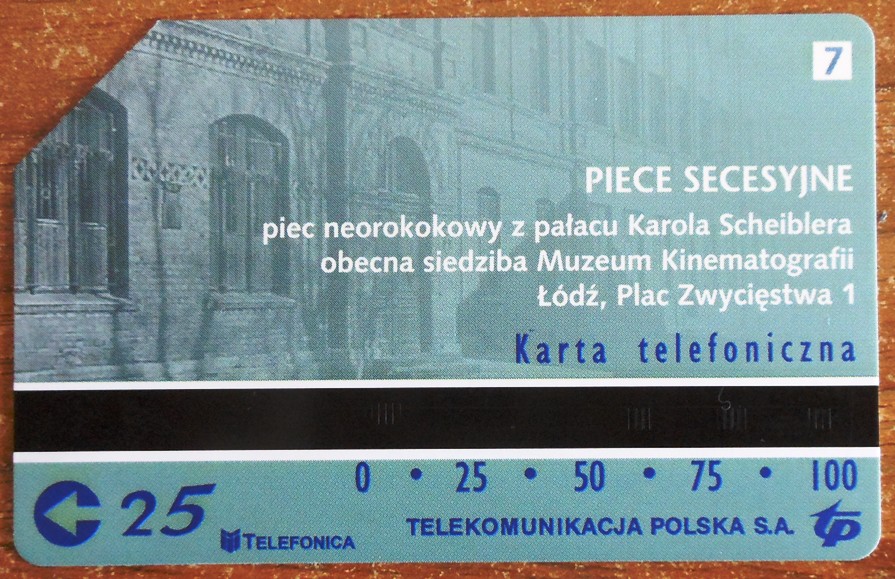 7
PIECE SECESYJNE
piec neorokokowy z pałacu Karola Scheiblera
obecna siedziba Muzeum Kinematografii
Łódź, Plac Zwycięstwa 1
Karta telefoniczna
0 • 25 • 50 • 75 • 100
25
TELEFONICA
TELEKOMUNIKACJA POLSKA S.A.
tp